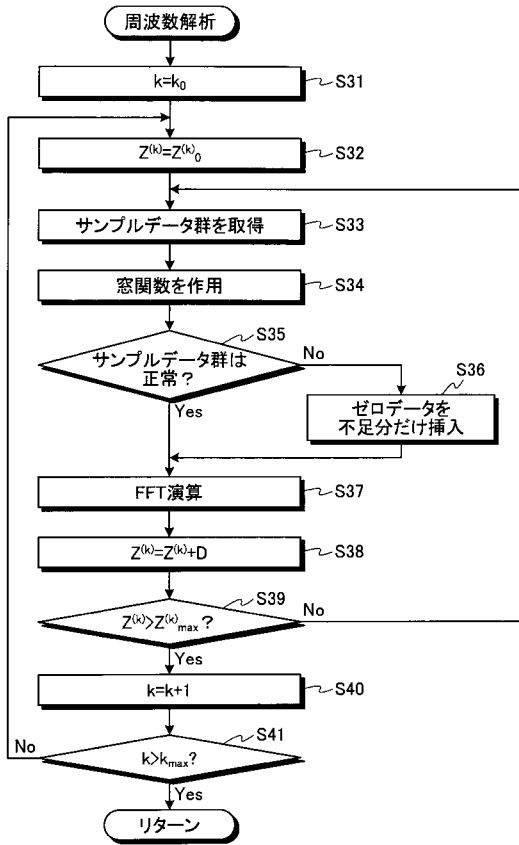 周波数解析
k=k0
S31
Z(k)=Z(k)0
S32
サンプルデータ群を取得
S33
窓関数を作用
S34
S35
サンプルデータ群は
正常？
No
Yes
S36
ゼロデータを
不足分だけ挿入
FFT演算
S37
Z(k)=Z(k)+D
S38
S39
Z(k)>Z(k)max？
No
Yes
k=k+1
S40
S41
No
k>kmax?
Yes
リターン